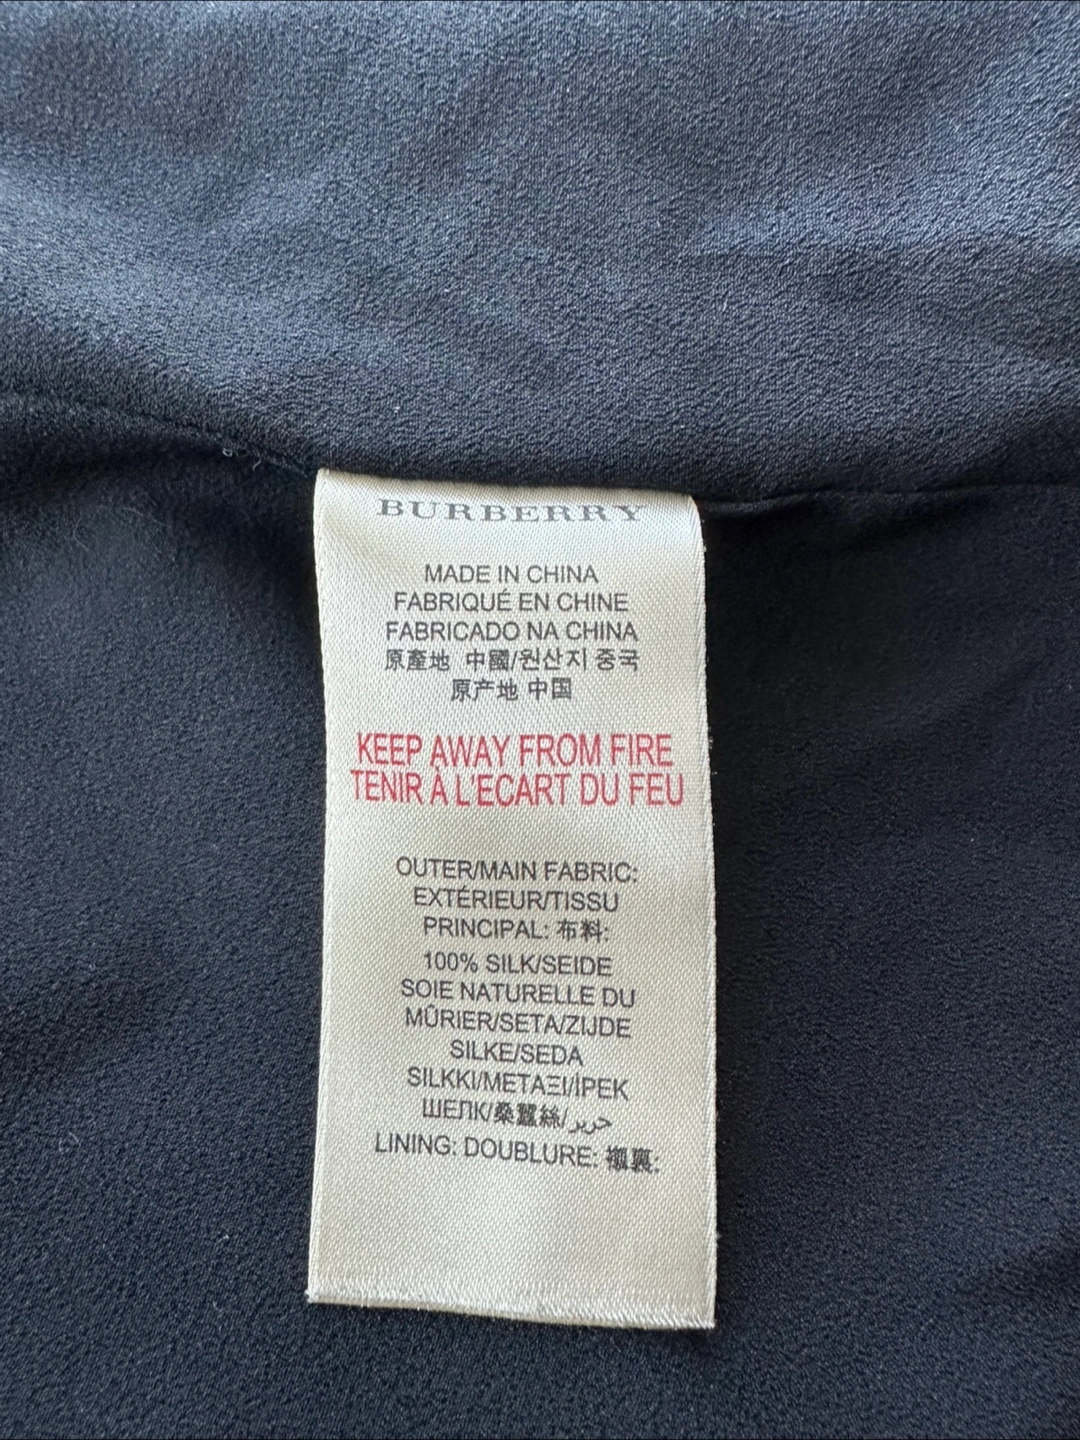 BURBERRY
MADE IN CHINA
FABRIQUÉ EN CHINE
FABRICADO NA CHINA
原產地 中國/원산지 중국
原产地 中国
KEEP AWAY FROM FIRE
TENIR À L'ECART DU FEU
OUTER/MAIN FABRIC:
EXTÉRIEUR/TISSU
PRINCIPAL: 布料:
100% SILK/SEIDE
SOIE NATURELLE DU
MÛRIER/SETA/ZIJDE
SILKE/SEDA
SILKKI/ΜΕΤΑΞΙ/İPEK
ШЕЛК/桑蠶絲/حرير
LINING: DOUBLURE: 襯裏: